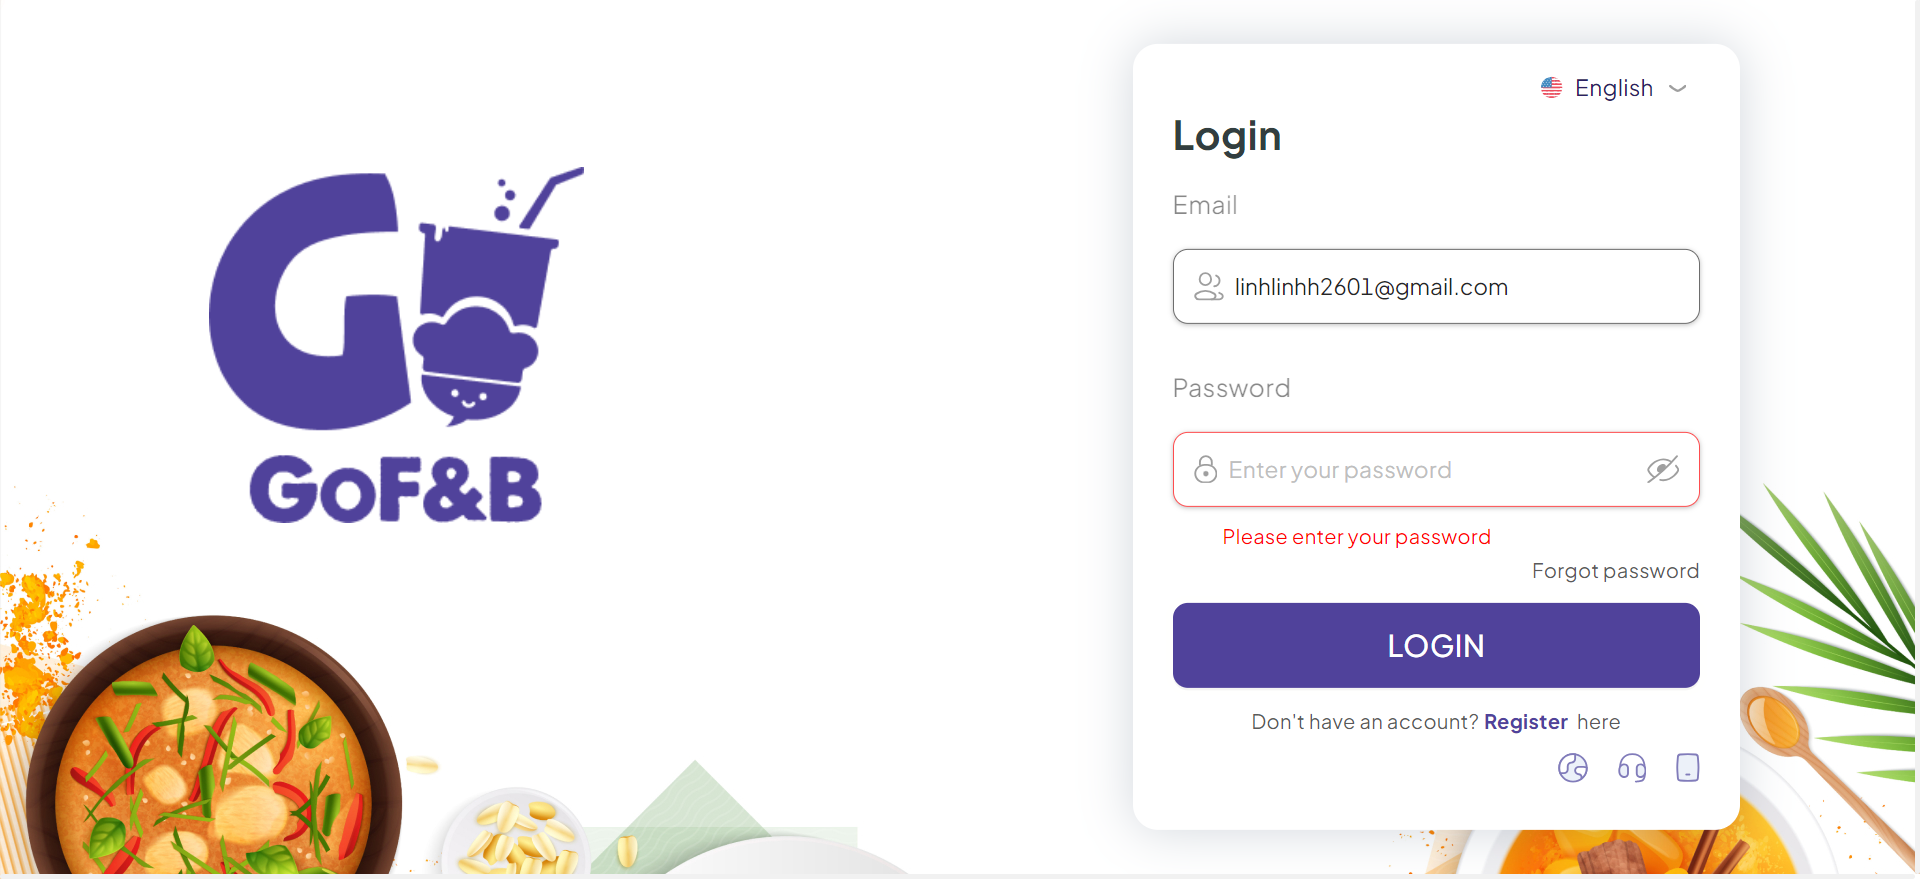 GoF&B
English
Login
Email
linhlinhh2601@gmail.com
Password
Enter your password
Please enter your password
Forgot password
LOGIN
Don't have an account? Register here